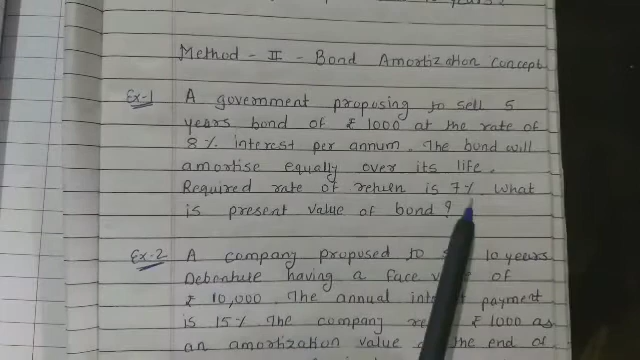 Method - II - Bond Amortization Concept
Ex-1 A government proposing to sell 5
years bond of ₹ 1000 at the rate of
8% interest per annum. The bond will
amortise equally over its life.
Required rate of return is 7%. What
is present value of bond ?
Ex-2 A company proposed to 10 years
Debenture having a face of
₹ 10,000. The annual payment
is 15%. The company ₹ 1000 as
an amortization value the end of